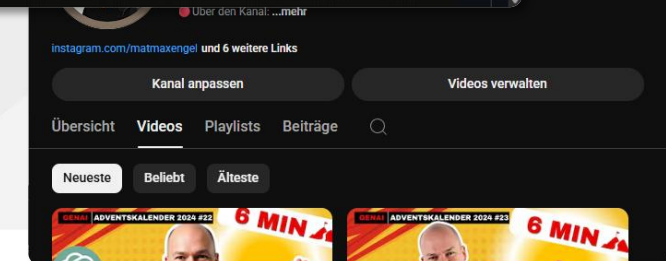 Über den Kanal: ...mehr
instagram.com/matmaxengel und 6 weitere Links
Kanal anpassen
Videos verwalten
Übersicht Videos Playlists Beiträge
Neueste Beliebt Älteste
GENAI ADVENTSKALENDER 2024 #22
6 MIN
GENAI ADVENTSKALENDER 2024 #23
6 MIN